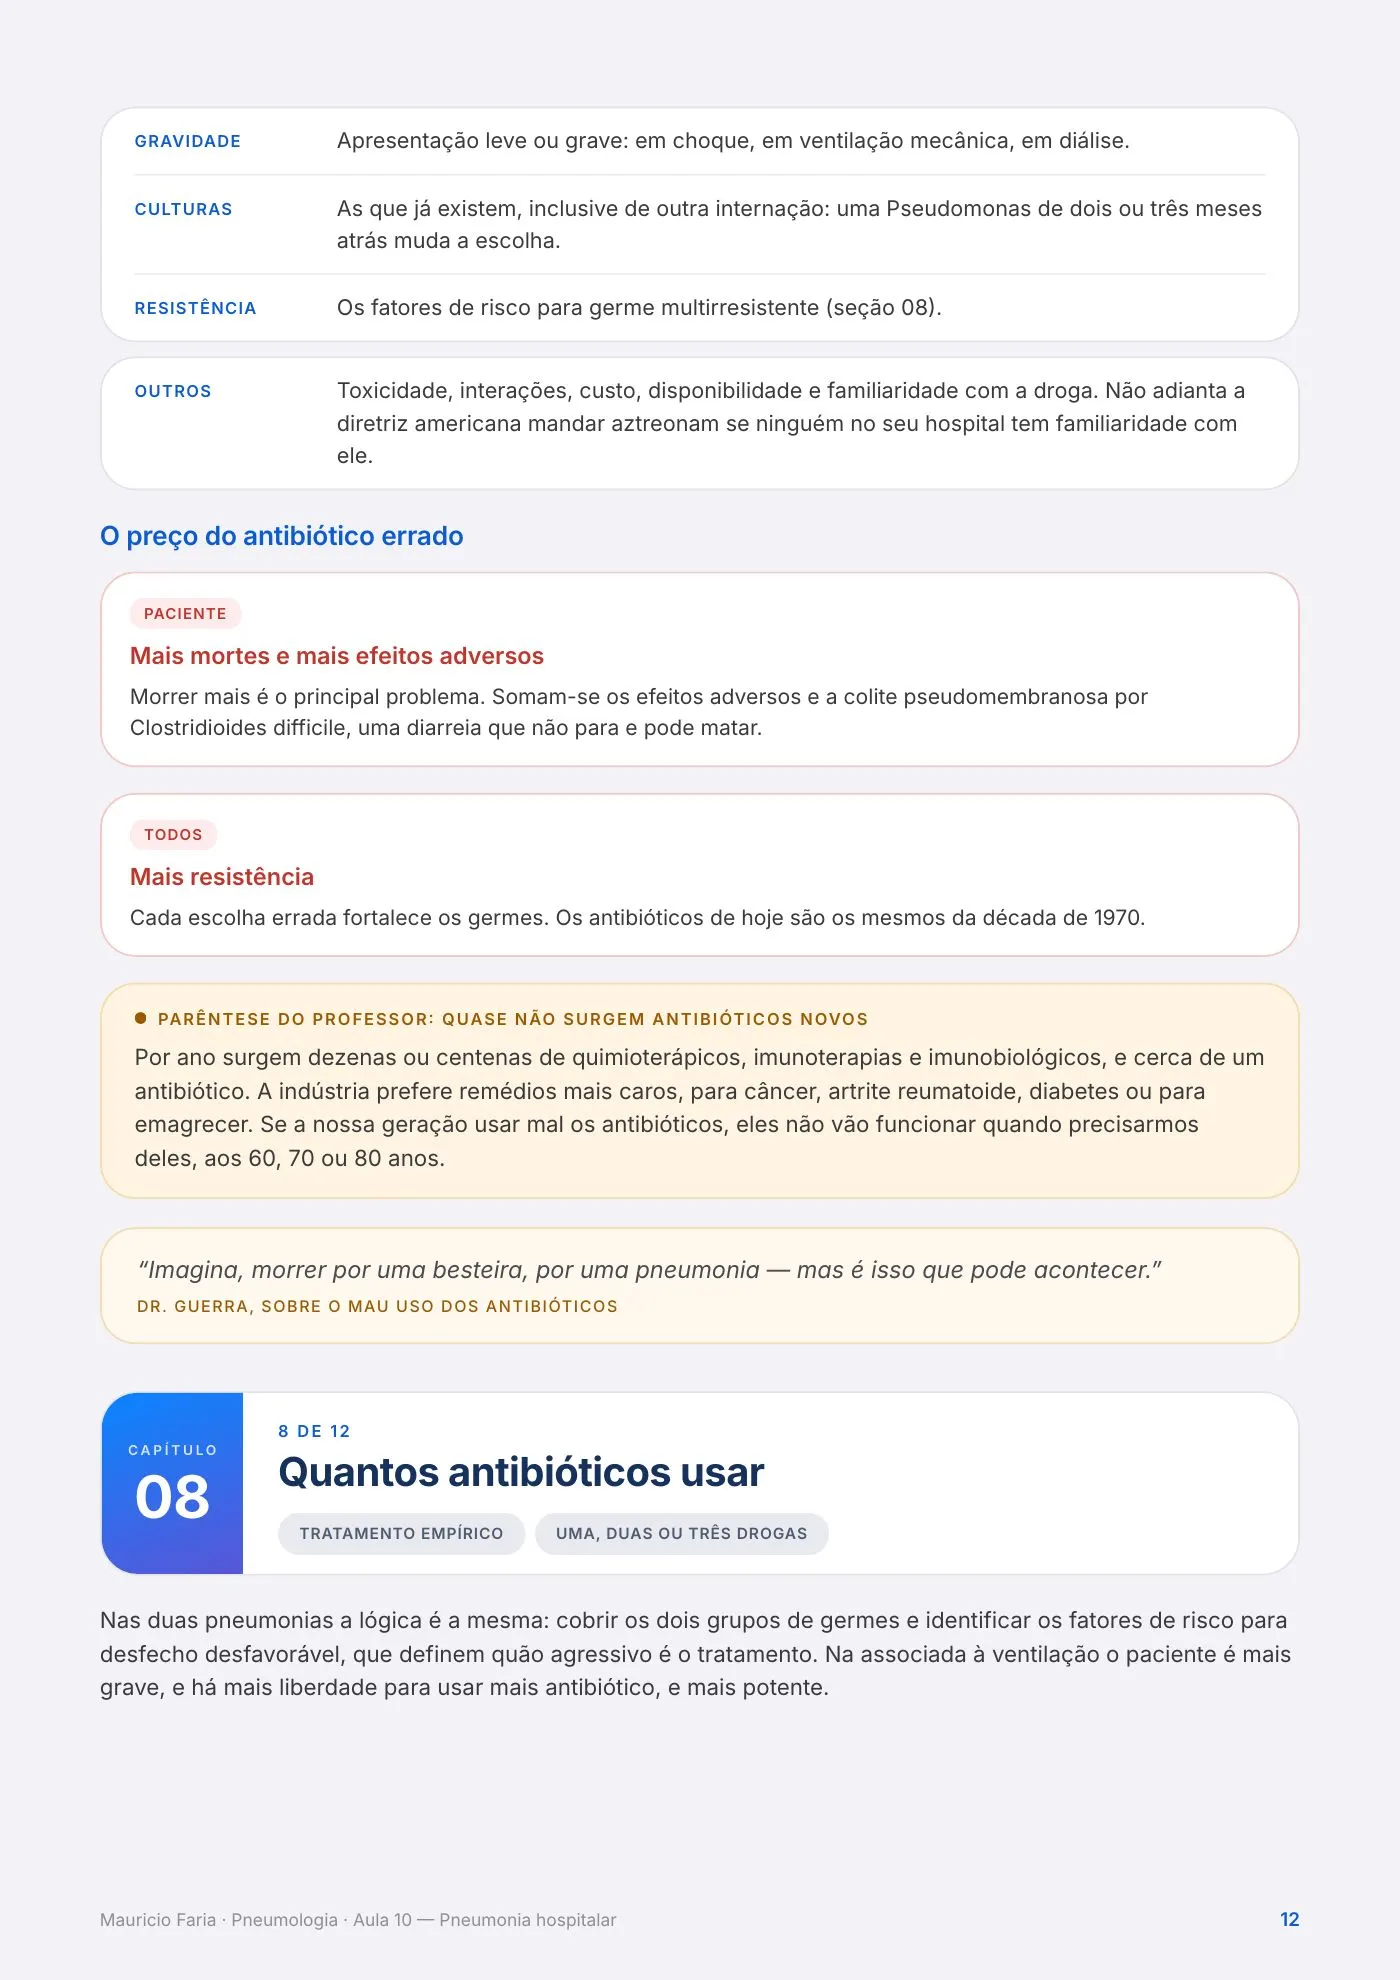 GRAVIDADE
Apresentação leve ou grave: em choque, em ventilação mecânica, em diálise.
CULTURAS
As que já existem, inclusive de outra internação: uma Pseudomonas de dois ou três meses
atrás muda a escolha.
RESISTÊNCIA
Os fatores de risco para germe multirresistente (seção 08).
OUTROS
Toxicidade, interações, custo, disponibilidade e familiaridade com a droga. Não adianta a
diretriz americana mandar aztreonam se ninguém no seu hospital tem familiaridade com
ele.
O preço do antibiótico errado
PACIENTE
Mais mortes e mais efeitos adversos
Morrer mais é o principal problema. Somam-se os efeitos adversos e a colite pseudomembranosa por
Clostridioides difficile, uma diarreia que não para e pode matar.
TODOS
Mais resistência
Cada escolha errada fortalece os germes. Os antibióticos de hoje são os mesmos da década de 1970.
PARÊNTESE DO PROFESSOR: QUASE NÃO SURGEM ANTIBIÓTICOS NOVOS
Por ano surgem dezenas ou centenas de quimioterápicos, imunoterapias e imunobiológicos, e cerca de um
antibiótico. A indústria prefere remédios mais caros, para câncer, artrite reumatoide, diabetes ou para
emagrecer. Se a nossa geração usar mal os antibióticos, eles não vão funcionar quando precisarmos
deles, aos 60, 70 ou 80 anos.
“Imagina, morrer por uma besteira, por uma pneumonia — mas é isso que pode acontecer.”
DR. GUERRA, SOBRE O MAU USO DOS ANTIBIÓTICOS
CAPÍTULO
08
8 DE 12
Quantos antibióticos usar
TRATAMENTO EMPÍRICO
UMA, DUAS OU TRÊS DROGAS
Nas duas pneumonias a lógica é a mesma: cobrir os dois grupos de germes e identificar os fatores de risco para
desfecho desfavorável, que definem quão agressivo é o tratamento. Na associada à ventilação o paciente é mais
grave, e há mais liberdade para usar mais antibiótico, e mais potente.
Mauricio Faria · Pneumologia · Aula 10 — Pneumonia hospitalar
12